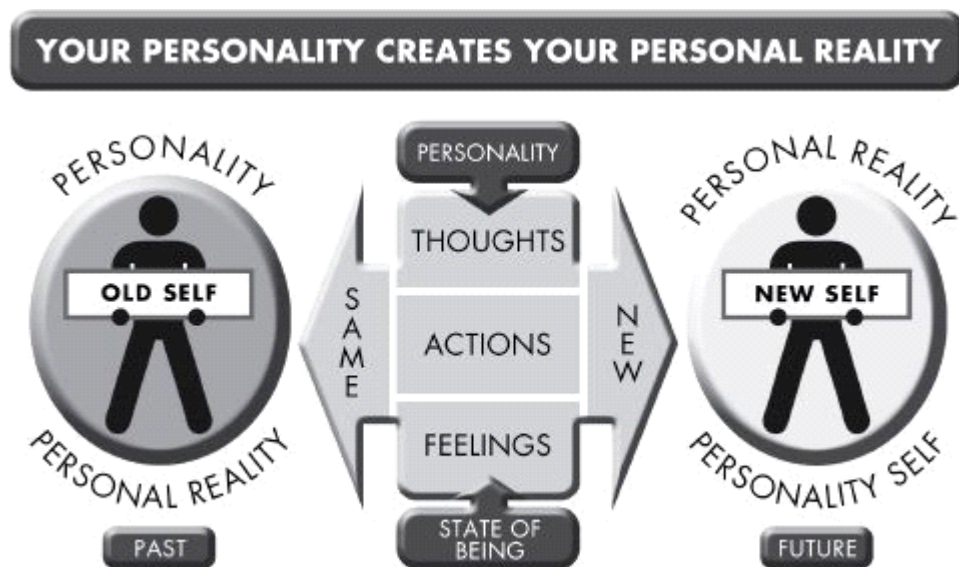 YOUR PERSONALITY CREATES YOUR PERSONAL REALITY
PERSONALITY
OLD SELF
PERSONAL REALITY
PAST
PERSONALITY
THOUGHTS
ACTIONS
FEELINGS
STATE OF
BEING
SAME
NEW
PERSONAL REALITY
NEW SELF
PERSONALITY SELF
FUTURE